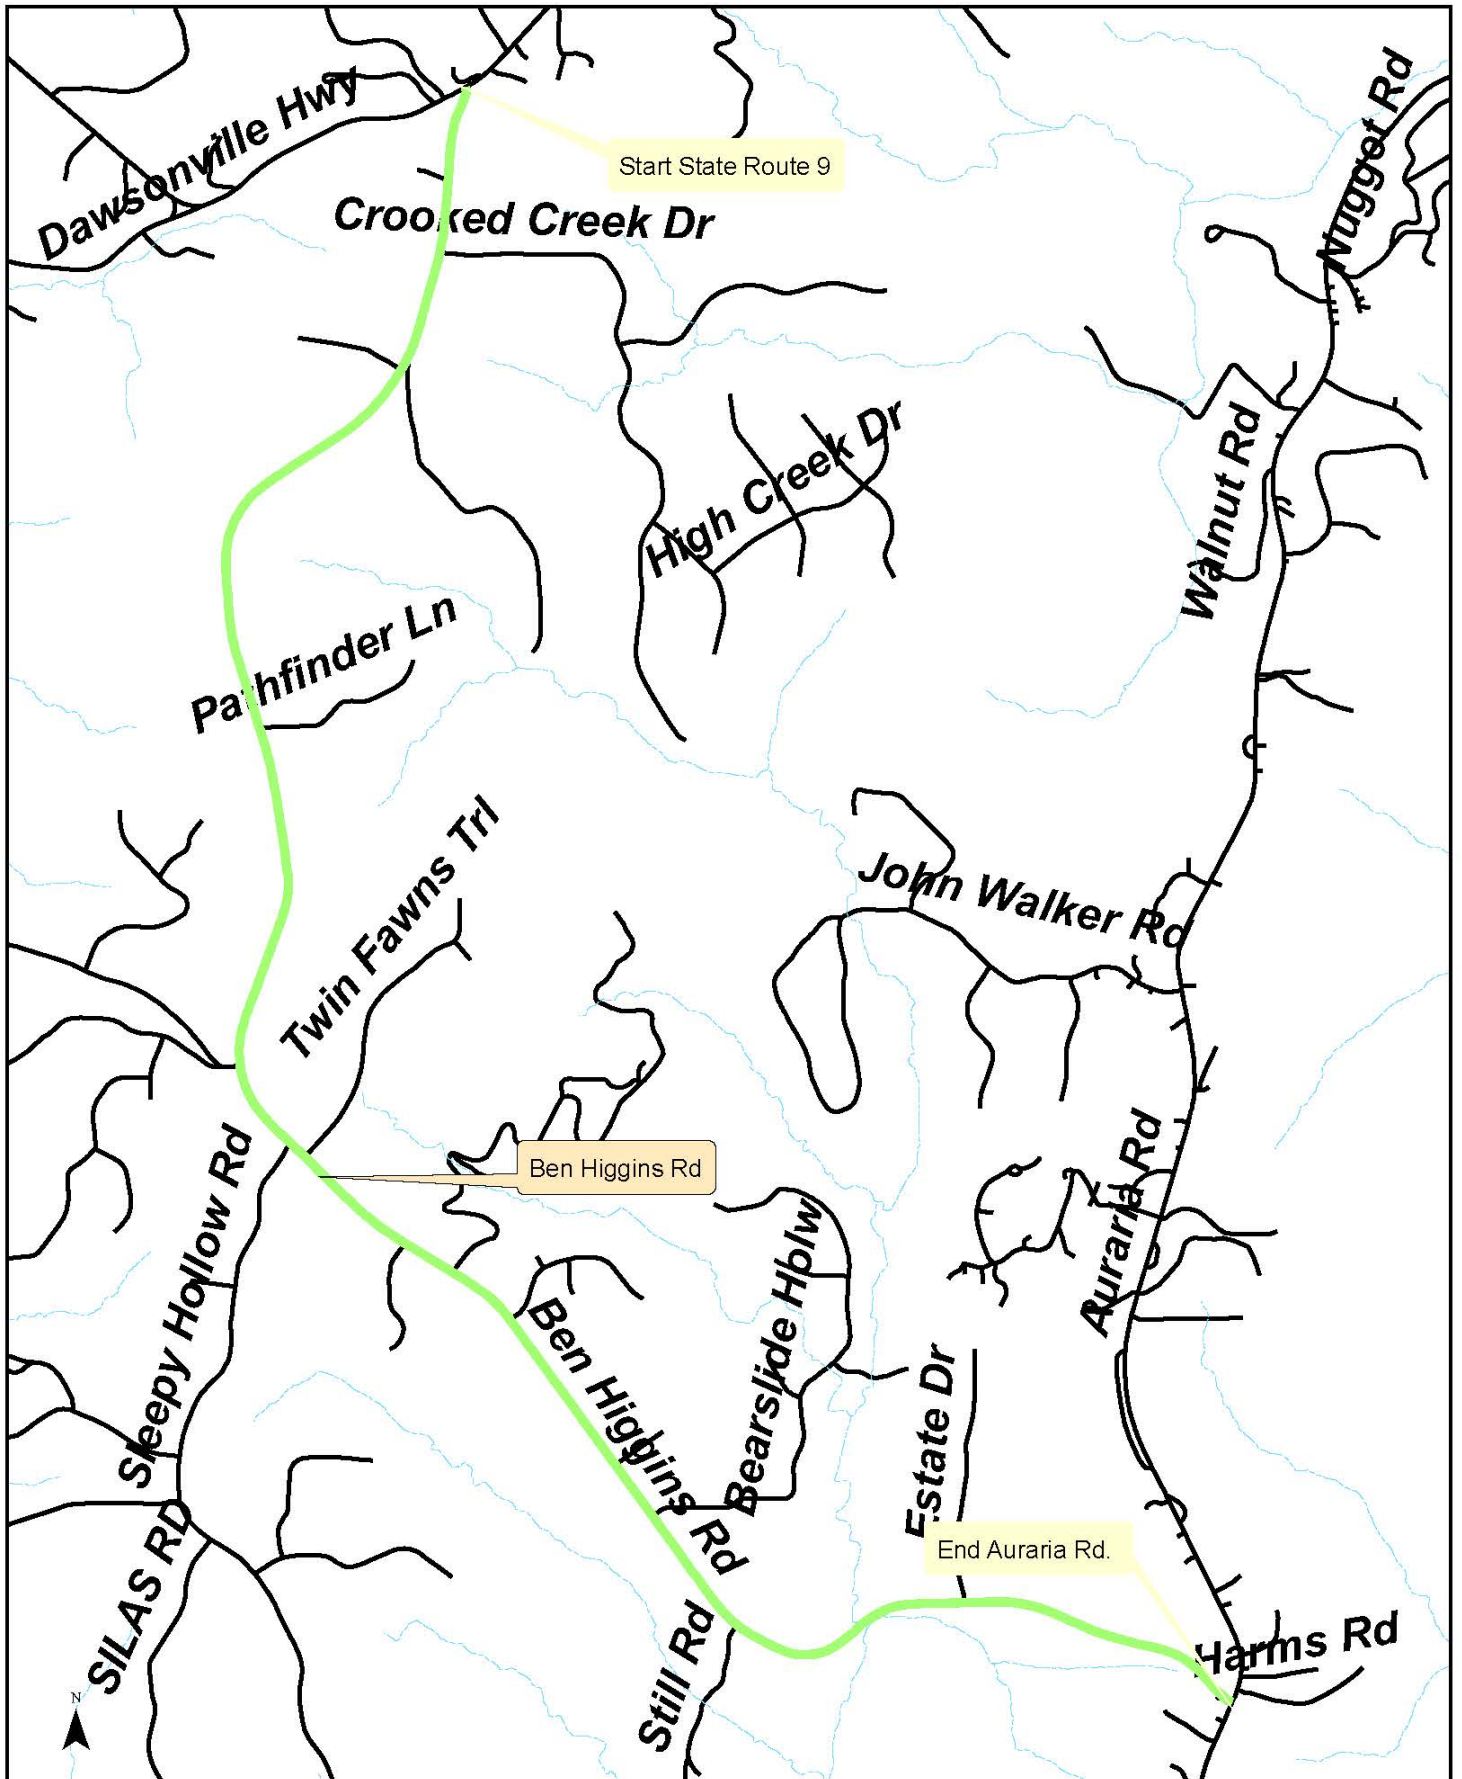 Dawsonville Hwy
Start State Route 9
Nugget Rd
Crooked Creek Dr
High Creek Dr
Walnut Rd
Pathfinder Ln
Twin Fawns Trl
John Walker Rd
Sleepy Hollow Rd
Ben Higgins Rd
Auraria Rd
Bearslide Holw
Ben Higgins Rd
Estate Dr
End Auraria Rd.
SILAS RD
Still Rd
Harms Rd
N